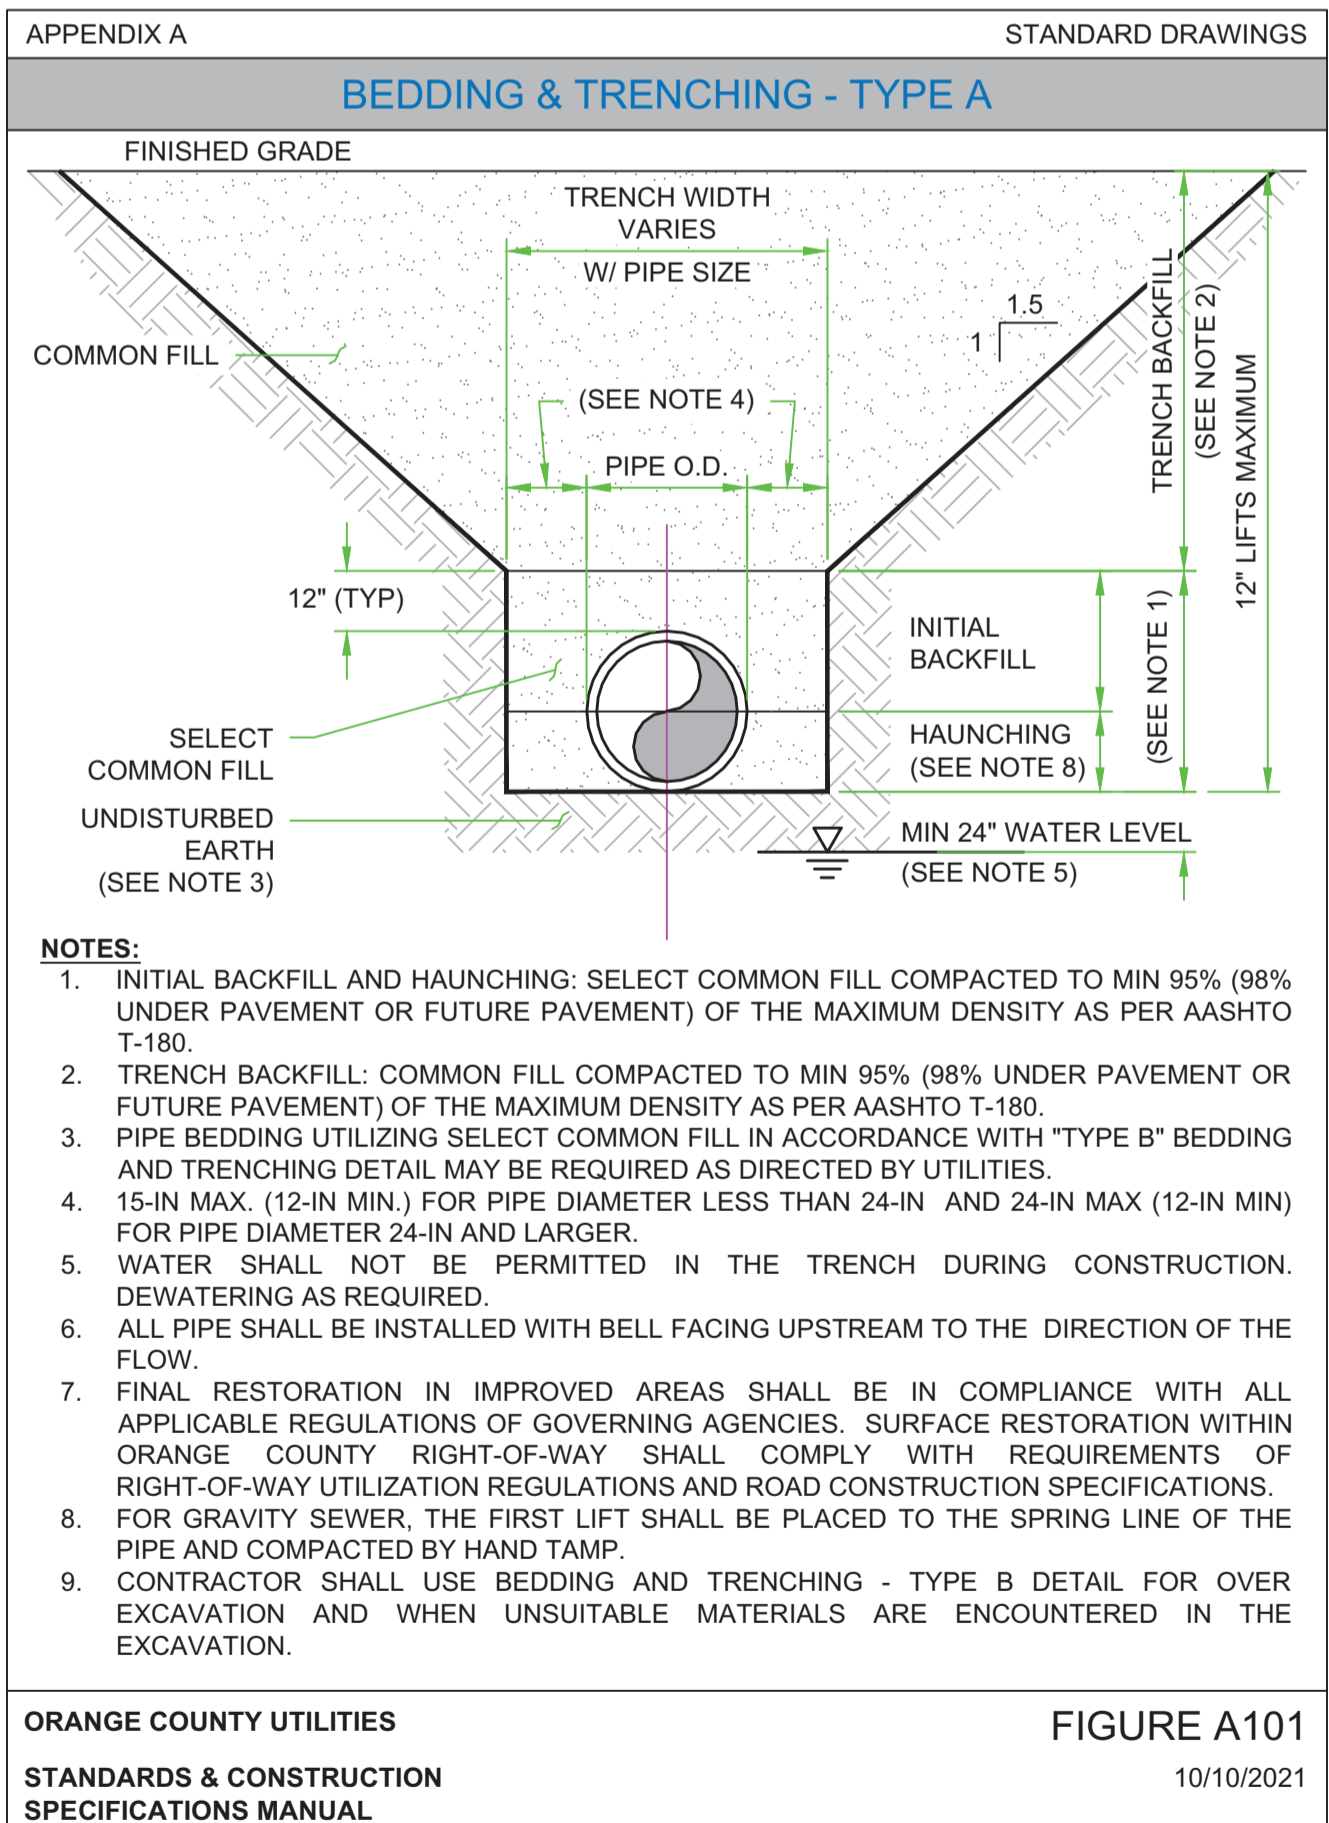 APPENDIX A
STANDARD DRAWINGS
BEDDING & TRENCHING - TYPE A
FINISHED GRADE
TRENCH WIDTH
VARIES
W/ PIPE SIZE
1.5
1
COMMON FILL
(SEE NOTE 4)
PIPE O.D.
TRENCH BACKFILL
(SEE NOTE 2)
12" LIFTS MAXIMUM
12" (TYP)
INITIAL
BACKFILL
(SEE NOTE 1)
SELECT
COMMON FILL
HAUNCHING
(SEE NOTE 8)
UNDISTURBED
EARTH
(SEE NOTE 3)
MIN 24" WATER LEVEL
(SEE NOTE 5)
NOTES:
1. INITIAL BACKFILL AND HAUNCHING: SELECT COMMON FILL COMPACTED TO MIN 95% (98%
UNDER PAVEMENT OR FUTURE PAVEMENT) OF THE MAXIMUM DENSITY AS PER AASHTO
T-180.
2. TRENCH BACKFILL: COMMON FILL COMPACTED TO MIN 95% (98% UNDER PAVEMENT OR
FUTURE PAVEMENT) OF THE MAXIMUM DENSITY AS PER AASHTO T-180.
3. PIPE BEDDING UTILIZING SELECT COMMON FILL IN ACCORDANCE WITH "TYPE B" BEDDING
AND TRENCHING DETAIL MAY BE REQUIRED AS DIRECTED BY UTILITIES.
4. 15-IN MAX. (12-IN MIN.) FOR PIPE DIAMETER LESS THAN 24-IN AND 24-IN MAX (12-IN MIN)
FOR PIPE DIAMETER 24-IN AND LARGER.
5. WATER SHALL NOT BE PERMITTED IN THE TRENCH DURING CONSTRUCTION.
DEWATERING AS REQUIRED.
6. ALL PIPE SHALL BE INSTALLED WITH BELL FACING UPSTREAM TO THE DIRECTION OF THE
FLOW.
7. FINAL RESTORATION IN IMPROVED AREAS SHALL BE IN COMPLIANCE WITH ALL
APPLICABLE REGULATIONS OF GOVERNING AGENCIES. SURFACE RESTORATION WITHIN
ORANGE COUNTY RIGHT-OF-WAY SHALL COMPLY WITH REQUIREMENTS OF
RIGHT-OF-WAY UTILIZATION REGULATIONS AND ROAD CONSTRUCTION SPECIFICATIONS.
8. FOR GRAVITY SEWER, THE FIRST LIFT SHALL BE PLACED TO THE SPRING LINE OF THE
PIPE AND COMPACTED BY HAND TAMP.
9. CONTRACTOR SHALL USE BEDDING AND TRENCHING - TYPE B DETAIL FOR OVER
EXCAVATION AND WHEN UNSUITABLE MATERIALS ARE ENCOUNTERED IN THE
EXCAVATION.
ORANGE COUNTY UTILITIES
FIGURE A101
STANDARDS & CONSTRUCTION
SPECIFICATIONS MANUAL
10/10/2021